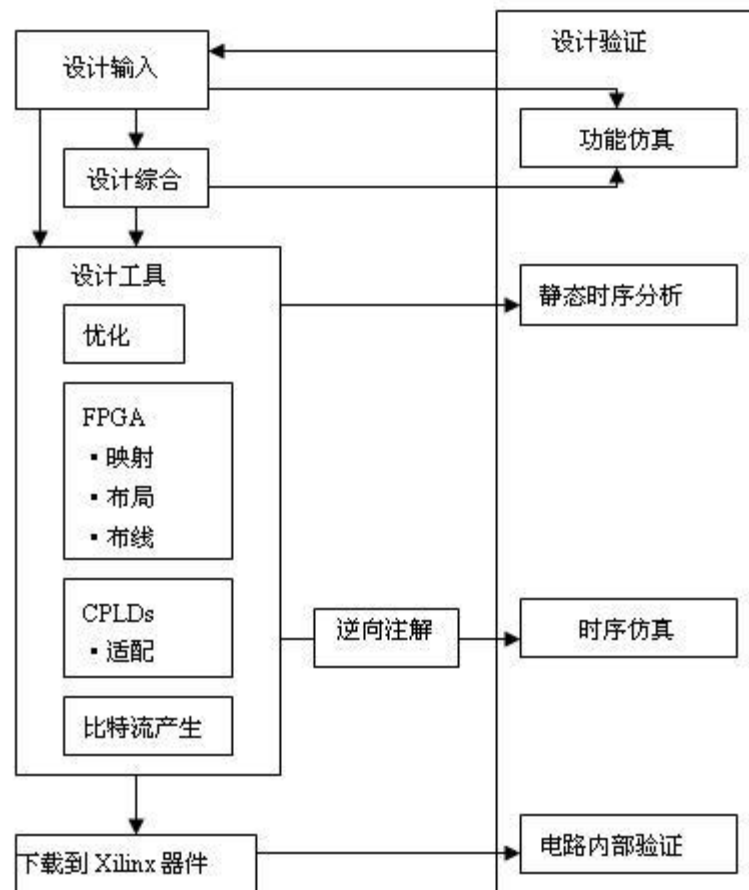 设计输入
设计验证
功能仿真
设计综合
设计工具
优化
静态时序分析
FPGA
▪映射
▪布局
▪布线
CPLDs
▪适配
逆向注解
时序仿真
比特流产生
下载到 Xilinx 器件
电路内部验证